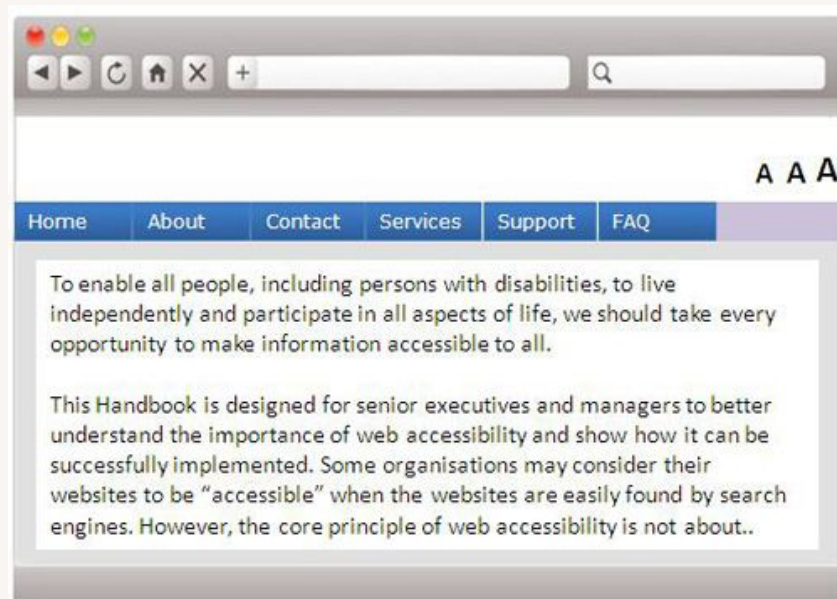 A A A
Home About Contact Services Support FAQ
To enable all people, including persons with disabilities, to live
independently and participate in all aspects of life, we should take every
opportunity to make information accessible to all.
This Handbook is designed for senior executives and managers to better
understand the importance of web accessibility and show how it can be
successfully implemented. Some organisations may consider their
websites to be “accessible” when the websites are easily found by search
engines. However, the core principle of web accessibility is not about..